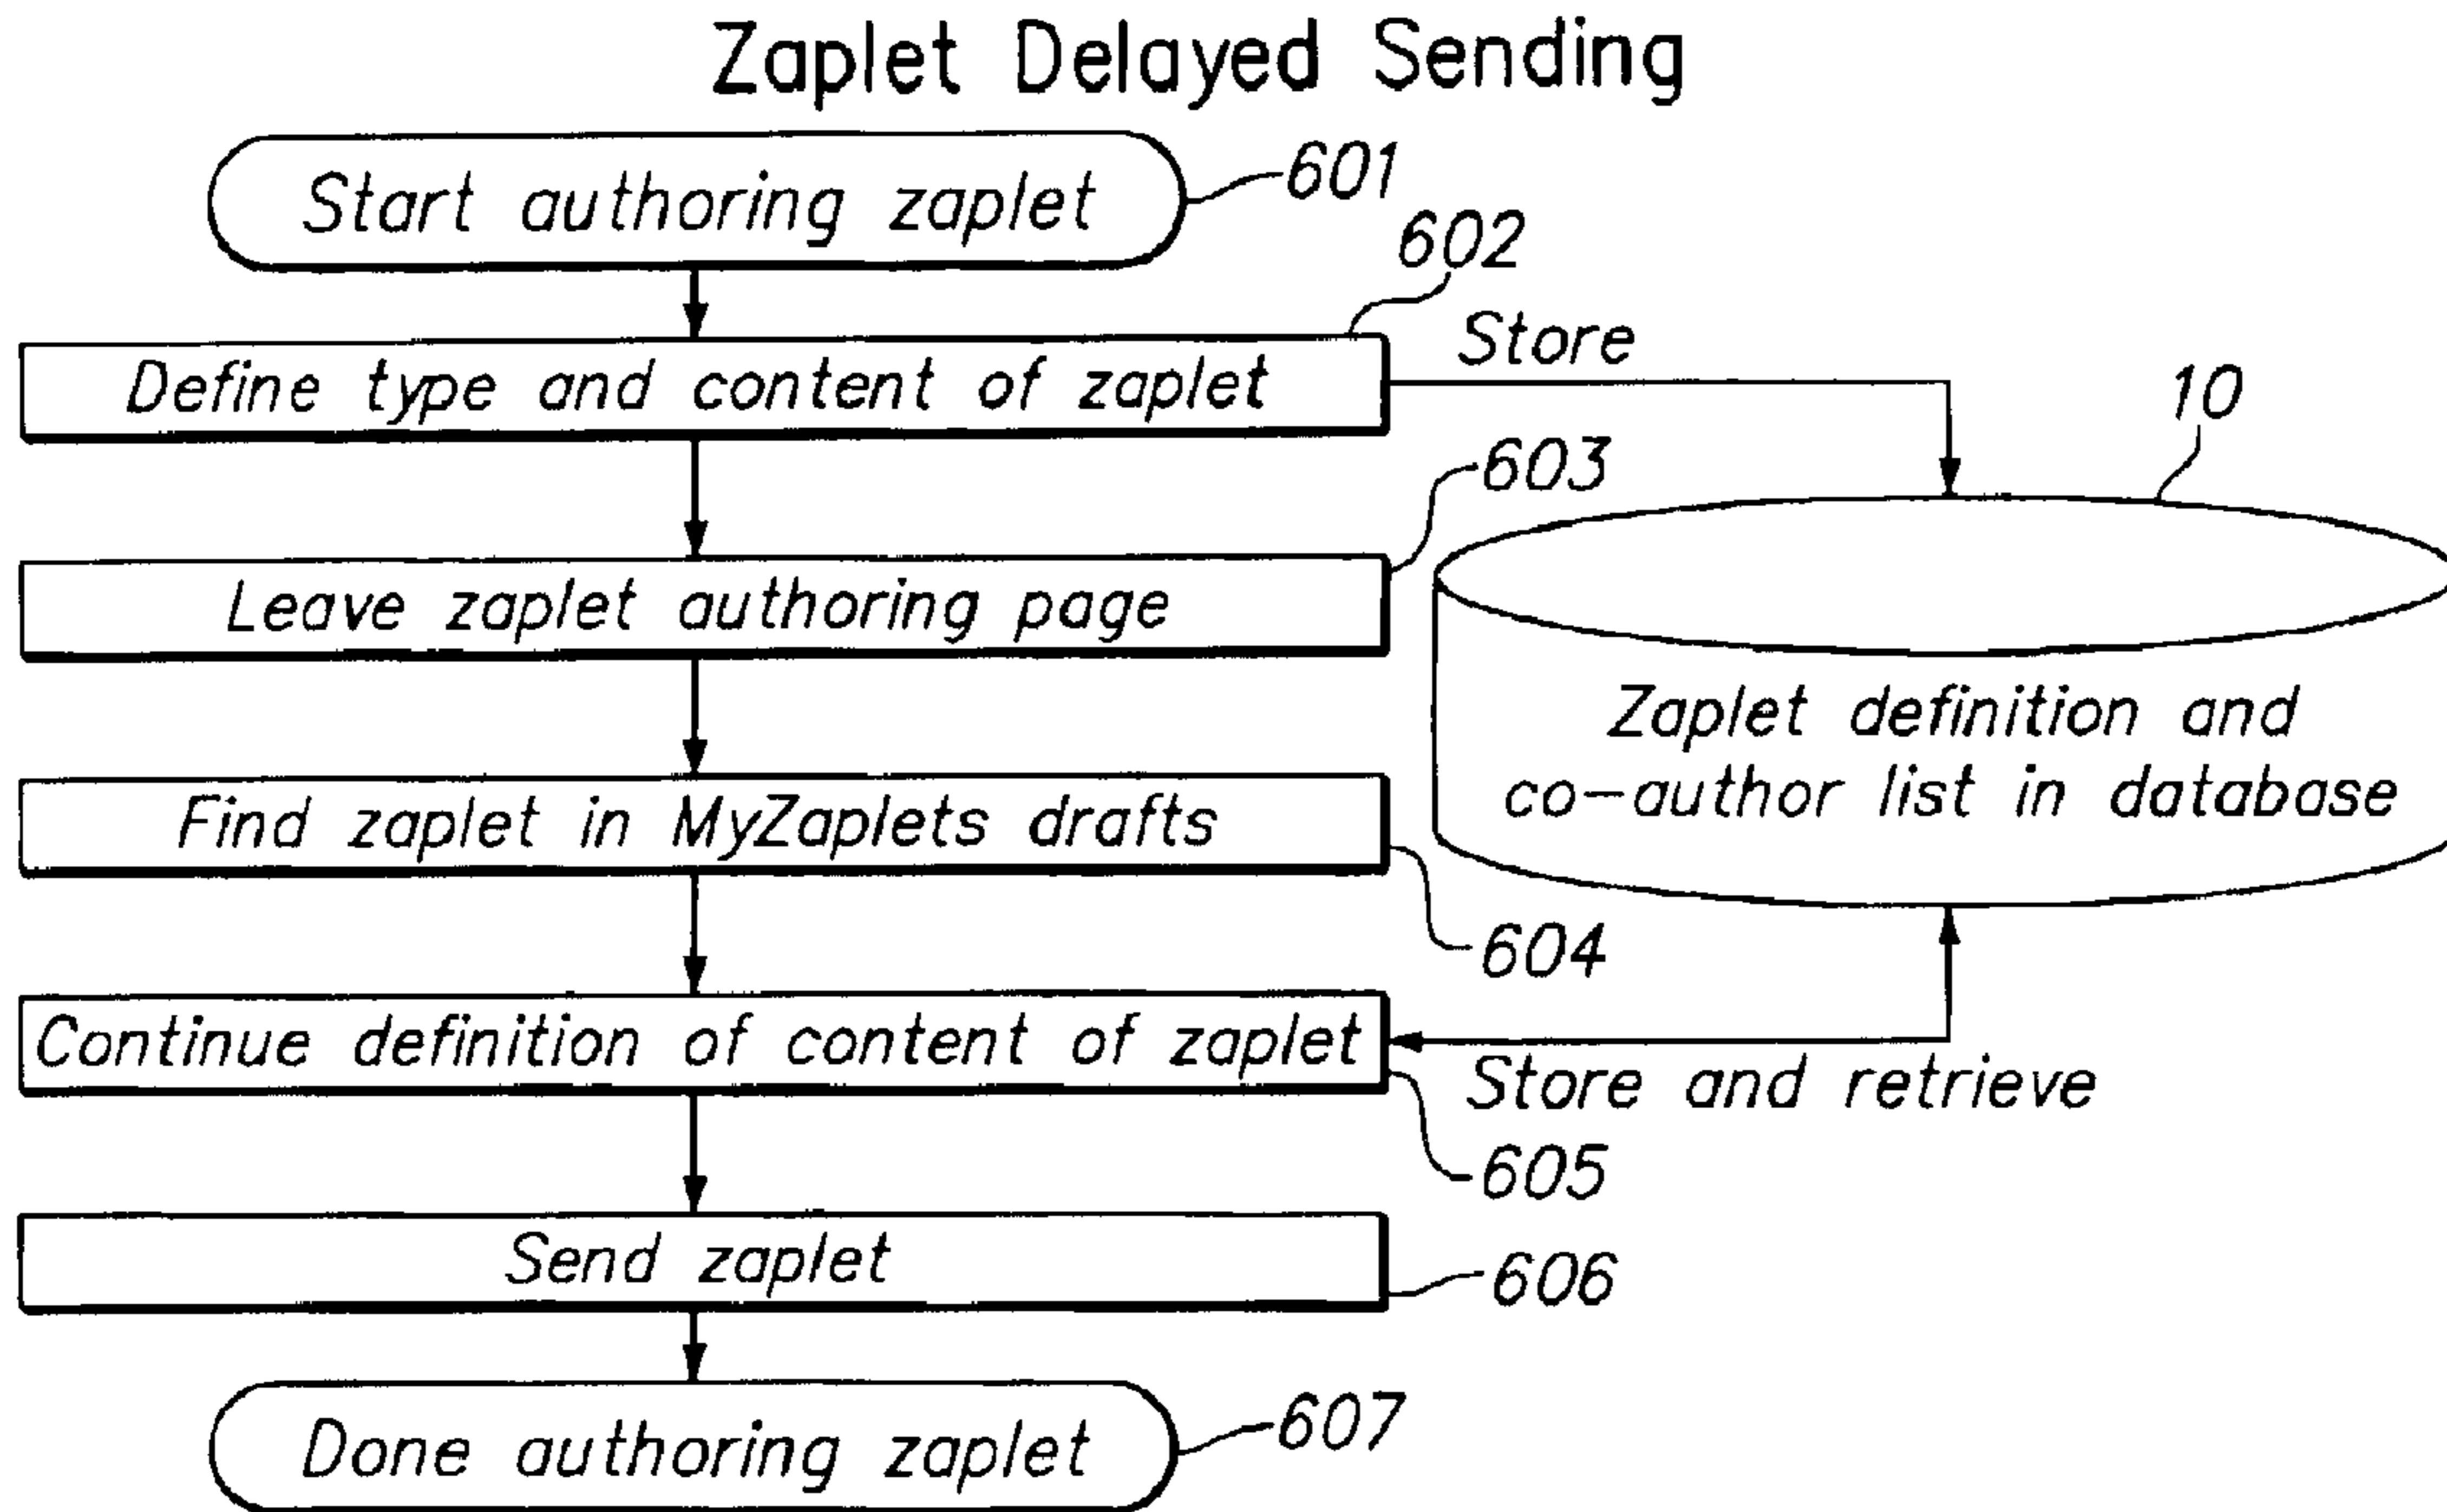 Zaplet Delayed Sending
Start authoring zaplet
601
602
Define type and content of zaplet
Store
10
603
Leave zaplet authoring page
Zaplet definition and
co-author list in database
Find zaplet in MyZaplets drafts
604
Continue definition of content of zaplet
Store and retrieve
605
Send zaplet
606
Done authoring zaplet
607